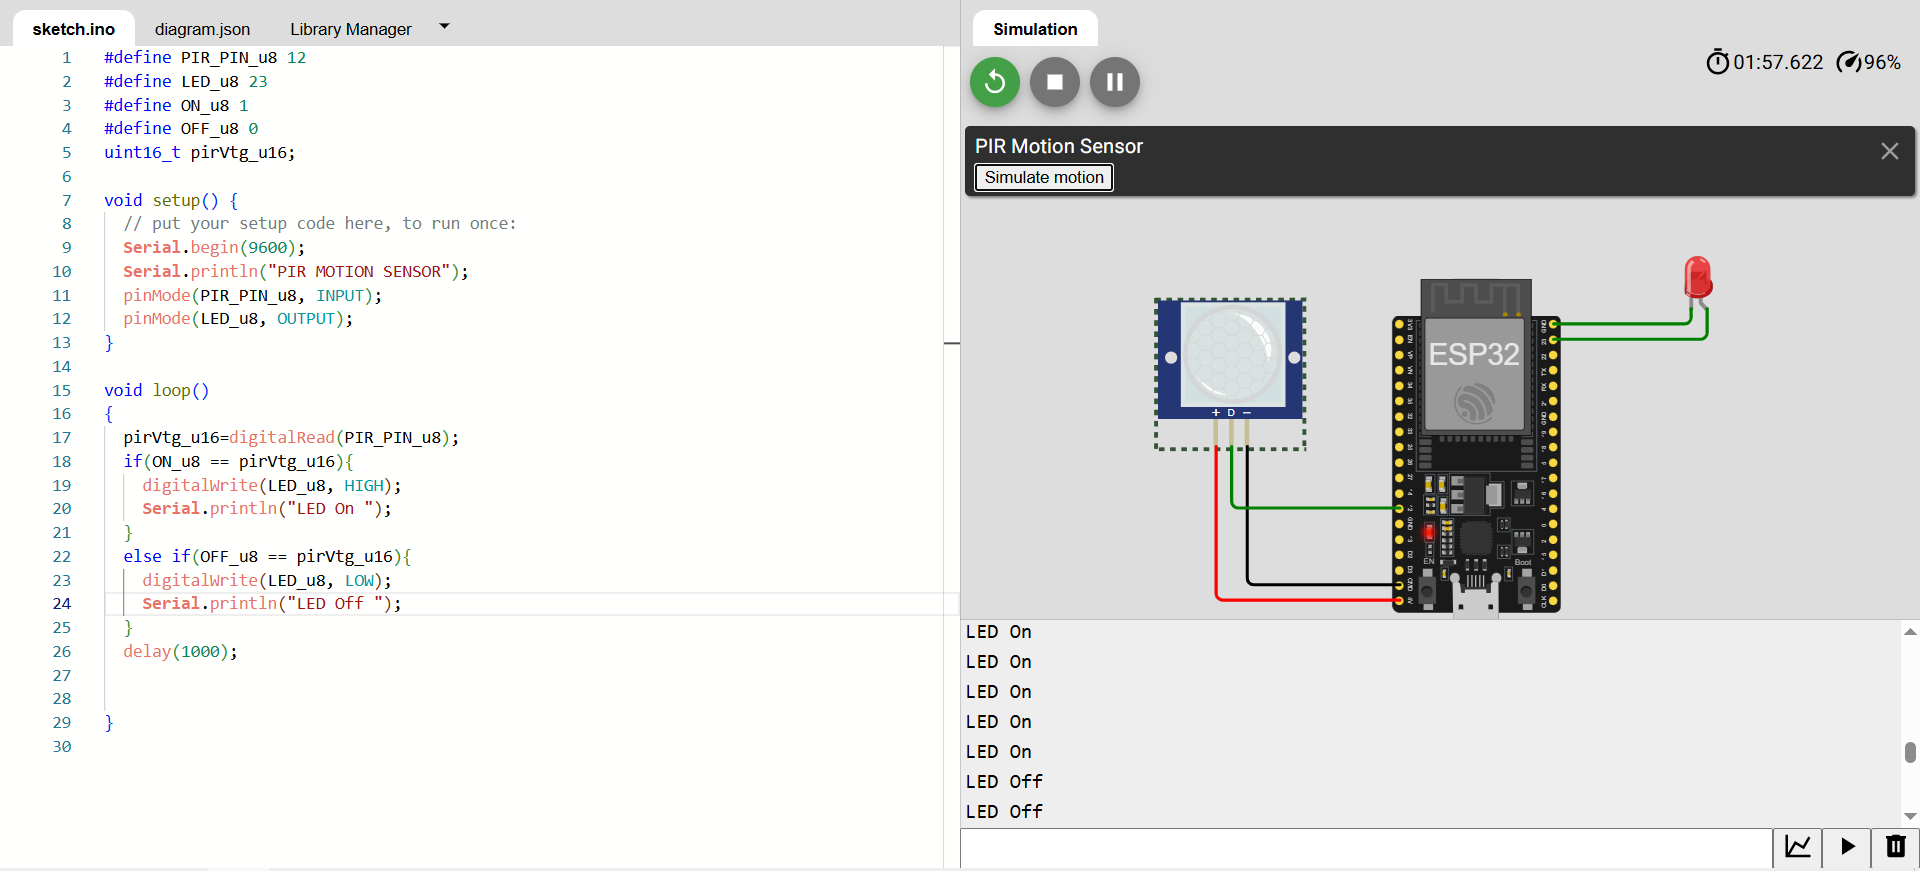 sketch.ino diagram.json Library Manager
1 #define PIR_PIN_u8 12
2 #define LED_u8 23
3 #define ON_u8 1
4 #define OFF_u8 0
5 uint16_t pirVtg_u16;
6
7 void setup() {
8 // put your setup code here, to run once:
9 Serial.begin(9600);
10 Serial.println("PIR MOTION SENSOR");
11 pinMode(PIR_PIN_u8, INPUT);
12 pinMode(LED_u8, OUTPUT);
13 }
14
15 void loop()
16 {
17 pirVtg_u16=digitalRead(PIR_PIN_u8);
18 if(ON_u8 == pirVtg_u16){
19 digitalWrite(LED_u8, HIGH);
20 Serial.println("LED On ");
21 }
22 else if(OFF_u8 == pirVtg_u16){
23 digitalWrite(LED_u8, LOW);
24 Serial.println("LED Off ");
25 }
26 delay(1000);
27
28
29 }
30
Simulation
01:57.622 96%
PIR Motion Sensor
Simulate motion
+ D −
ESP32
EN
Boot
LED On
LED On
LED On
LED On
LED On
LED Off
LED Off